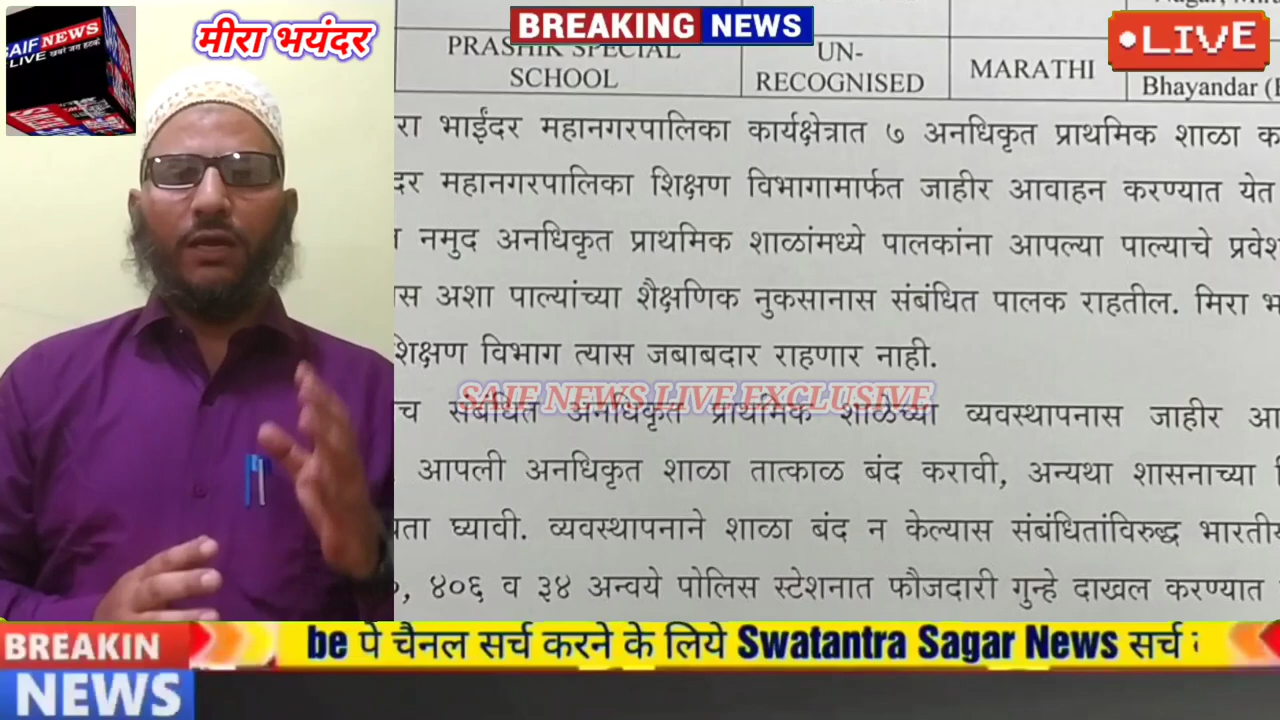 SAIF NEWS
LIVE खबरें जरा हटके
मीरा भयंदर
BREAKING NEWS
LIVE
PRASHIK SPECIAL
SCHOOL
UN-
RECOGNISED
MARATHI
Bhayandar (
रा भाईंदर महानगरपालिका कार्यक्षेत्रात ७ अनधिकृत प्राथमिक शाळा
दर महानगरपालिका शिक्षण विभागामार्फत जाहीर आवाहन करण्यात येत
नमुद अनधिकृत प्राथमिक शाळांमध्ये पालकांना आपल्या पाल्याचे प्रवेश
स अशा पाल्यांच्या शैक्षणिक नुकसानास संबंधित पालक राहतील. मिरा भ
शिक्षण विभाग त्यास जबाबदार राहणार नाही.
SAIF NEWS LIVE EXCLUSIVE
च संबंधित अनधिकृत प्राथमिक शाळेच्या व्यवस्थापनास जाहीर आ
आपली अनधिकृत शाळा तात्काळ बंद करावी, अन्यथा शासनाच्या
ता घ्यावी. व्यवस्थापनाने शाळा बंद न केल्यास संबंधितांविरुद्ध भारतीय
, ४०६ व ३४ अन्वये पोलिस स्टेशनात फौजदारी गुन्हे दाखल करण्यात
BREAKIN
NEWS
be पे चैनल सर्च करने के लिये Swatantra Sagar News सर्च